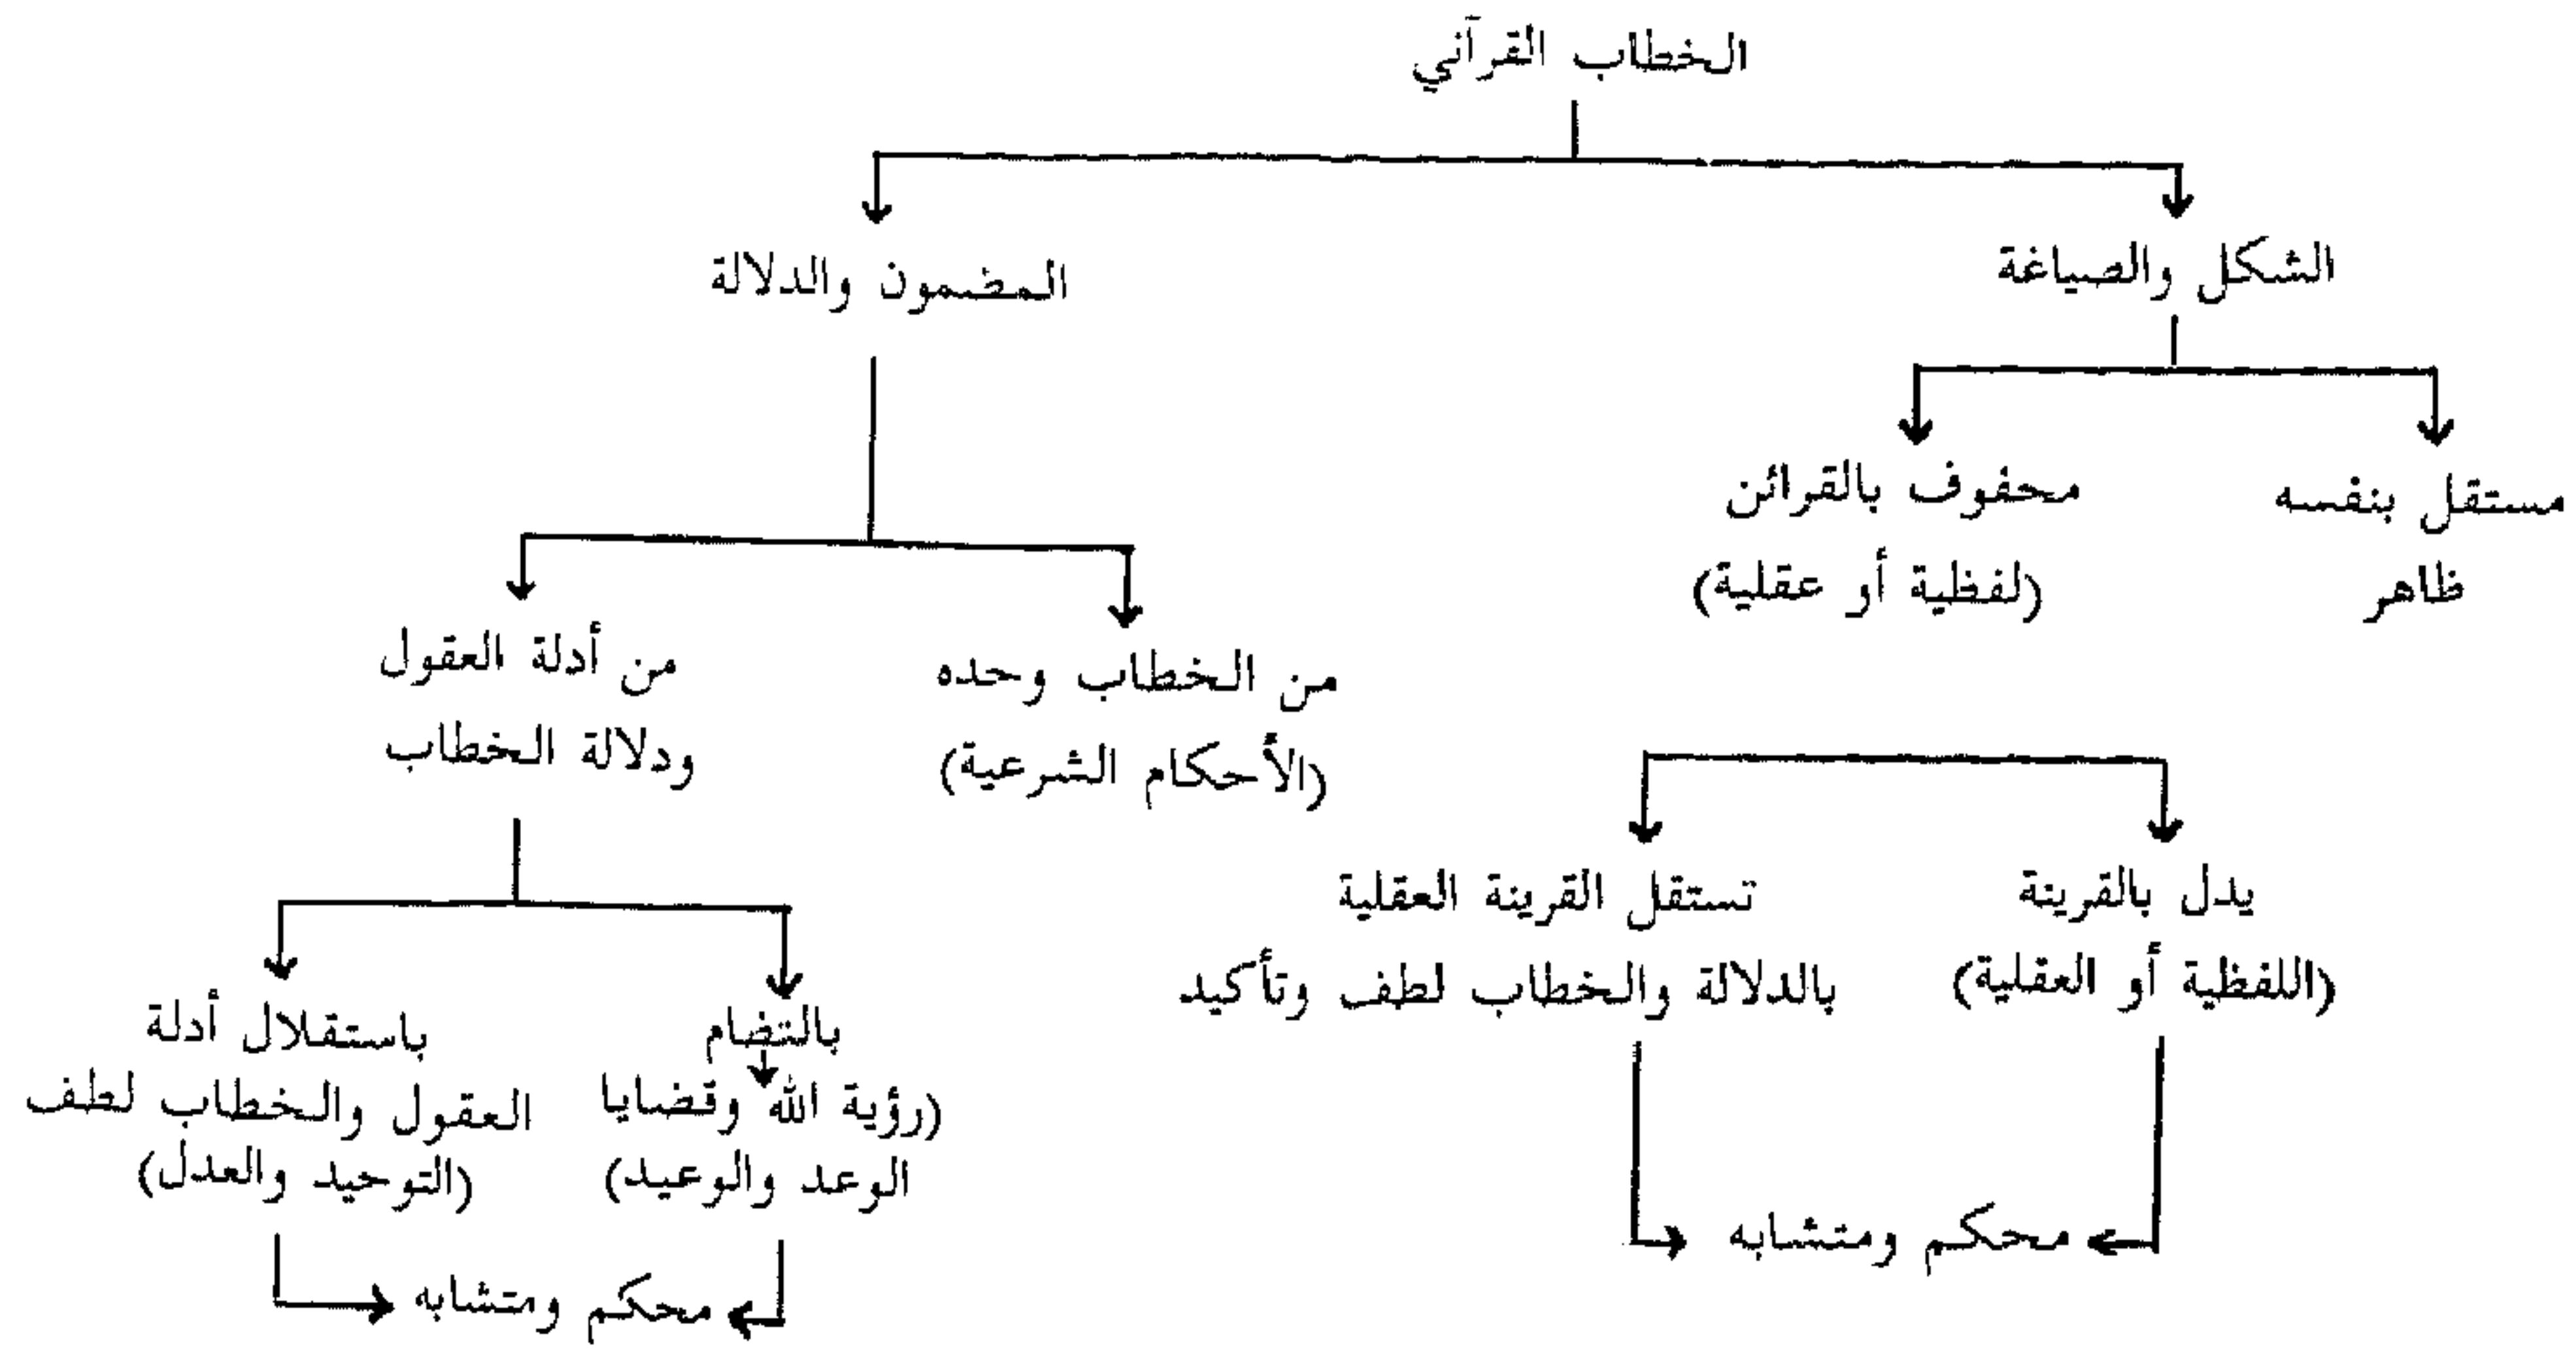 الخطاب القرآني
الشكل والصياغة
المضمون والدلالة
مستقل بنفسه
ظاهر
محفوف بالقرائن
(لفظية أو عقلية)
من الخطاب وحده
(الأحكام الشرعية)
من أدلة العقول
ودلالة الخطاب
يدل بالقرينة
(اللفظية أو العقلية)
تستقل القرينة العقلية
بالدلالة والخطاب لطف وتأكيد
محكم ومتشابه
بالتضام
(رؤية الله وقضايا
الوعد والوعيد)
باستقلال أدلة
العقول والخطاب لطف
(التوحيد والعدل)
محكم ومتشابه